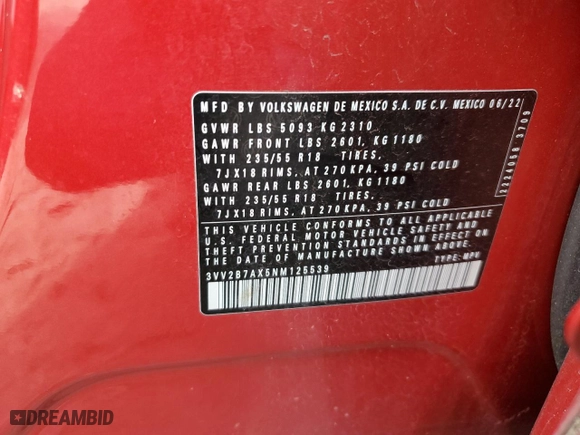 MFD BY VOLKSWAGEN DE MEXICO S.A. DE C.V. MEXICO 06/22
GVWR LBS 5093 KG 2310
GAWR FRONT LBS 2601, KG 1180
WITH 235/55 R18 TIRES,
7JX18 RIMS, AT 270 KPA, 39 PSI COLD
GAWR REAR LBS 2601, KG 1180
WITH 235/55 R18 TIRES,
7JX18 RIMS, AT 270 KPA, 39 PSI COLD
THIS VEHICLE CONFORMS TO ALL APPLICABLE
U.S. FEDERAL MOTOR VEHICLE SAFETY AND
THEFT PREVENTION STANDARDS IN EFFECT ON
THE DATE OF MANUFACTURE SHOWN ABOVE.
3VV2B7AX5NM125539 TYPE: MPV
2224058 3709
DREAMBID